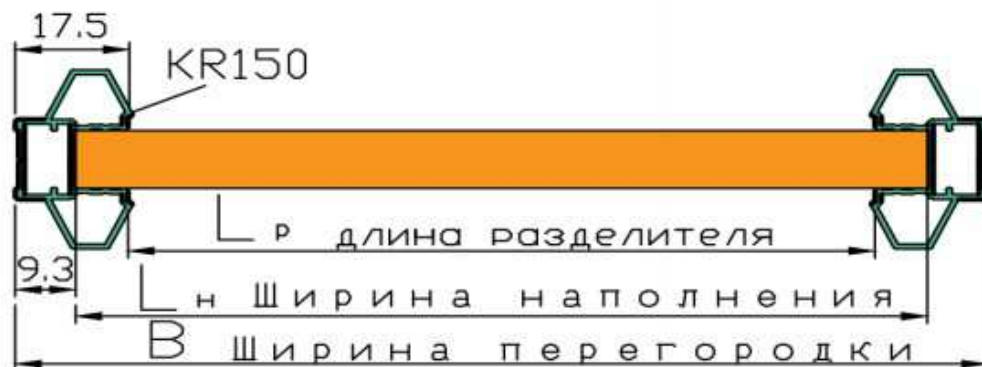 17.5
KR150
Lр длина разделителя
9.3
Lн Ширина наполнения
В Ширина перегородки